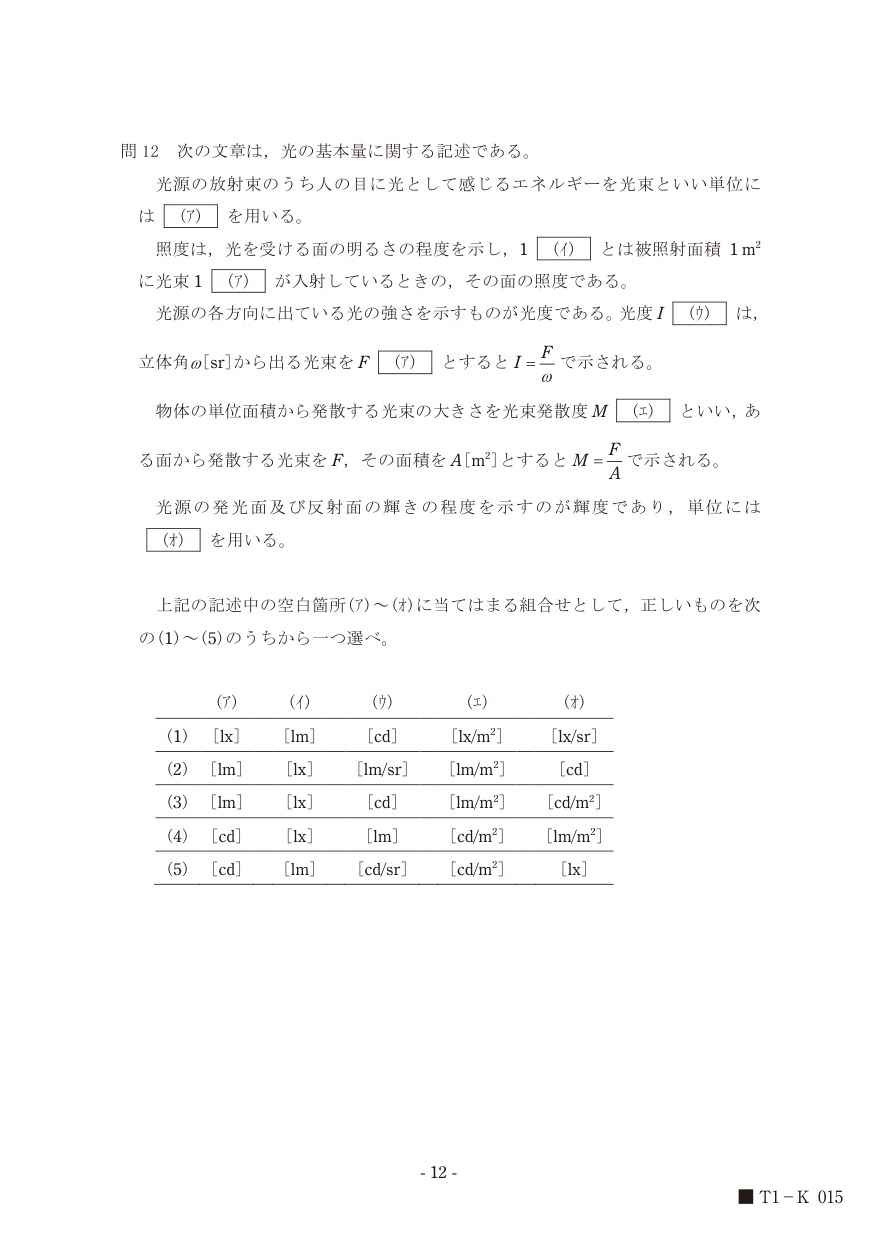 問 12 次の文章は，光の基本量に関する記述である。
光源の放射束のうち人の目に光として感じるエネルギーを光束といい単位に
は (ｱ) を用いる。
照度は，光を受ける面の明るさの程度を示し，1 (ｲ) とは被照射面積 1 m²
に光束 1 (ｱ) が入射しているときの，その面の照度である。
光源の各方向に出ている光の強さを示すものが光度である。光度 I (ｳ) は，
立体角ω[sr]から出る光束を F (ｱ) とすると I = F/ω で示される。
物体の単位面積から発散する光束の大きさを光束発散度 M (ｴ) といい，あ
る面から発散する光束を F，その面積を A[m²]とすると M = F/A で示される。
光源の発光面及び反射面の輝きの程度を示すのが輝度であり，単位には
(ｵ) を用いる。
上記の記述中の空白箇所(ｱ)～(ｵ)に当てはまる組合せとして，正しいものを次
の(1)～(5)のうちから一つ選べ。
(ｱ) (ｲ) (ｳ) (ｴ) (ｵ)
(1) [lx] [lm] [cd] [lx/m²] [lx/sr]
(2) [lm] [lx] [lm/sr] [lm/m²] [cd]
(3) [lm] [lx] [cd] [lm/m²] [cd/m²]
(4) [cd] [lx] [lm] [cd/m²] [lm/m²]
(5) [cd] [lm] [cd/sr] [cd/m²] [lx]
- 12 -
■ T1－K 015